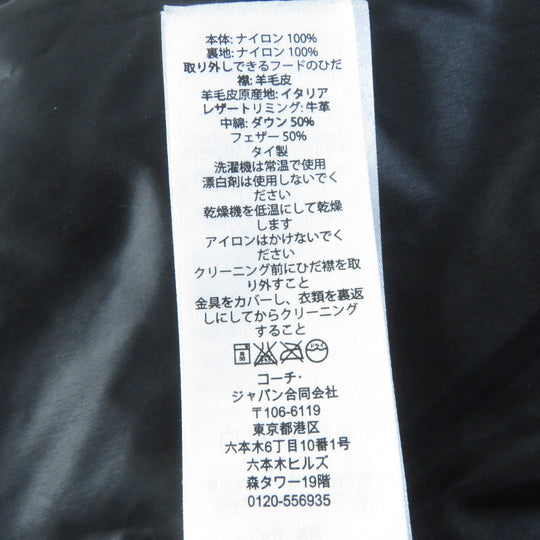 本体: ナイロン 100%
裏地: ナイロン 100%
取り外しできるフードのひだ
襟: 羊毛皮
羊毛皮原産地: イタリア
レザートリミング: 牛革
中綿: ダウン 50%
フェザー 50%
タイ製
洗濯機は常温で使用
漂白剤は使用しないでく
ださい
乾燥機を低温にして乾燥
します
アイロンはかけないでく
ださい
クリーニング前にひだ襟を取
り外すこと
金具をカバーし、衣類を裏返
しにしてからクリーニング
すること
コーチ・
ジャパン合同会社
〒106-6119
東京都港区
六本木6丁目10番1号
六本木ヒルズ
森タワー19階
0120-556935